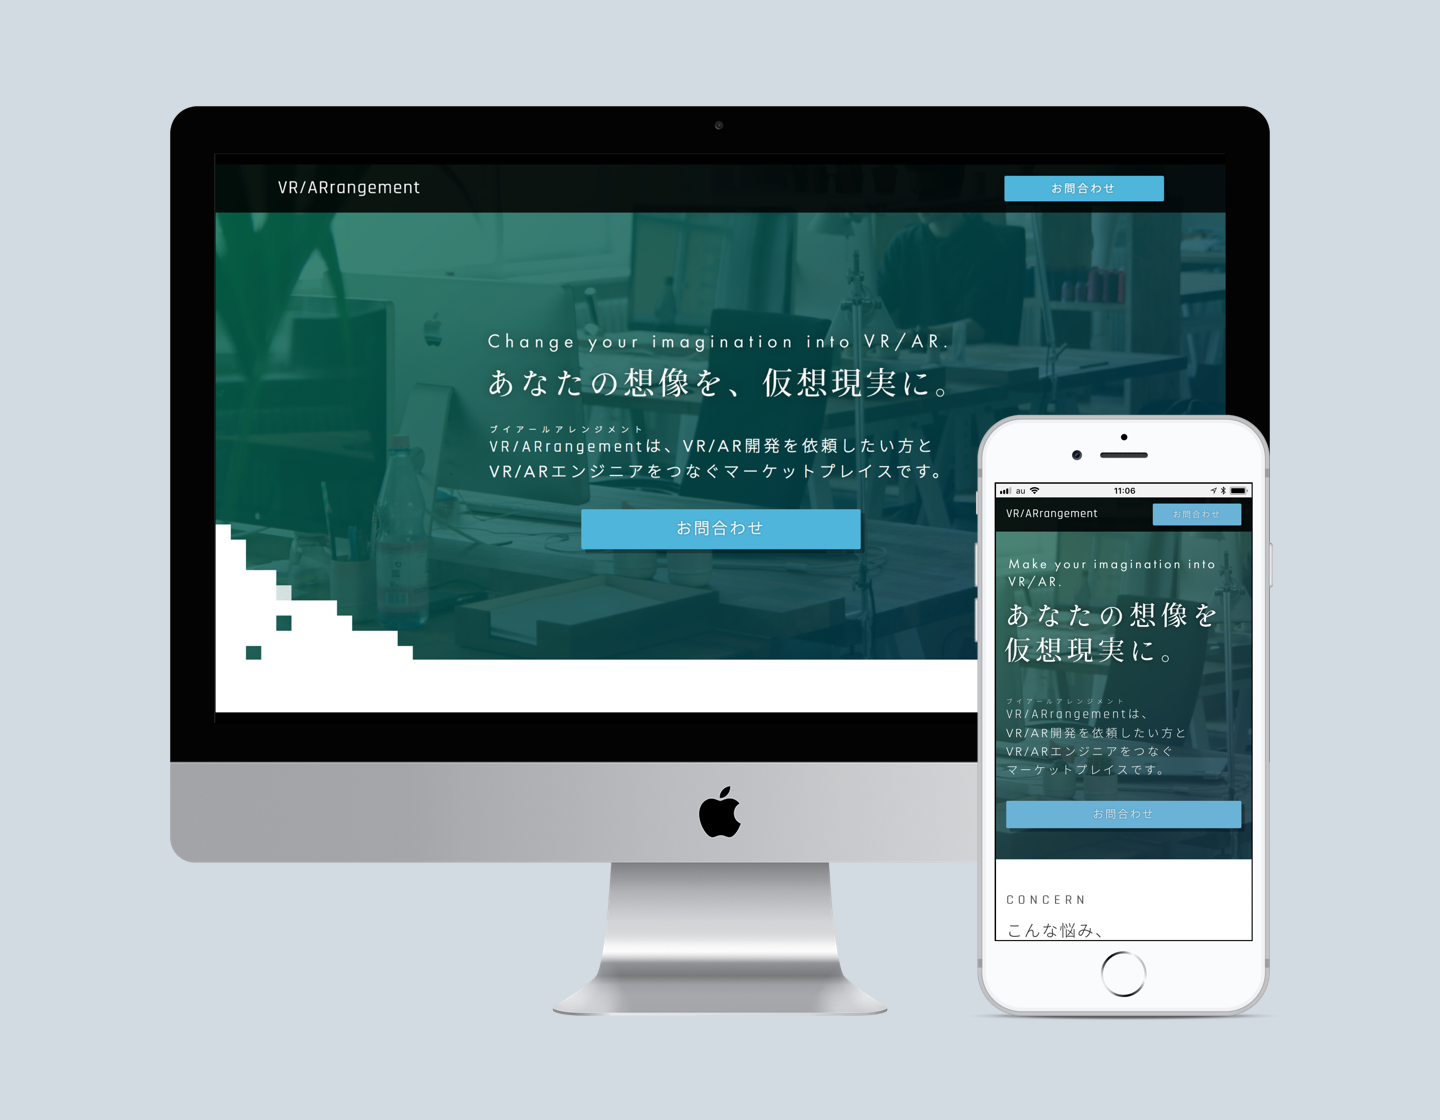 VR/ARrangement
お問合わせ
Change your imagination into VR/AR.
あなたの想像を、仮想現実に。
ブイアールアレンジメント
VR/ARrangementは、VR/AR開発を依頼したい方と
VR/ARエンジニアをつなぐマーケットプレイスです。
お問合わせ
au 11:06
VR/ARrangement
お問合わせ
Make your imagination into
VR/AR.
あなたの想像を
仮想現実に。
ブイアールアレンジメント
VR/ARrangementは、
VR/AR開発を依頼したい方と
VR/ARエンジニアをつなぐ
マーケットプレイスです。
お問合わせ
CONCERN
こんな悩み、